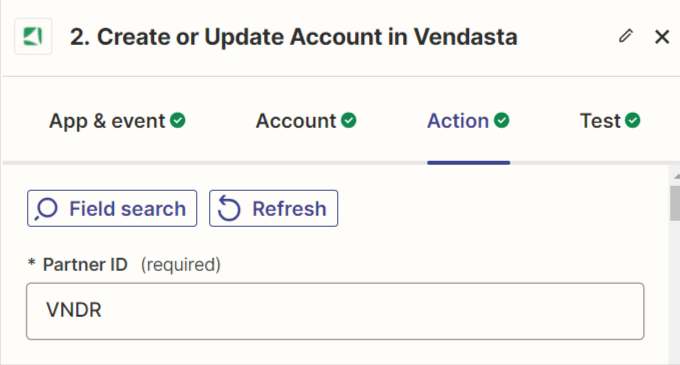 2. Create or Update Account in Vendasta
App & event Account Action Test
Field search Refresh
* Partner ID (required)
VNDR